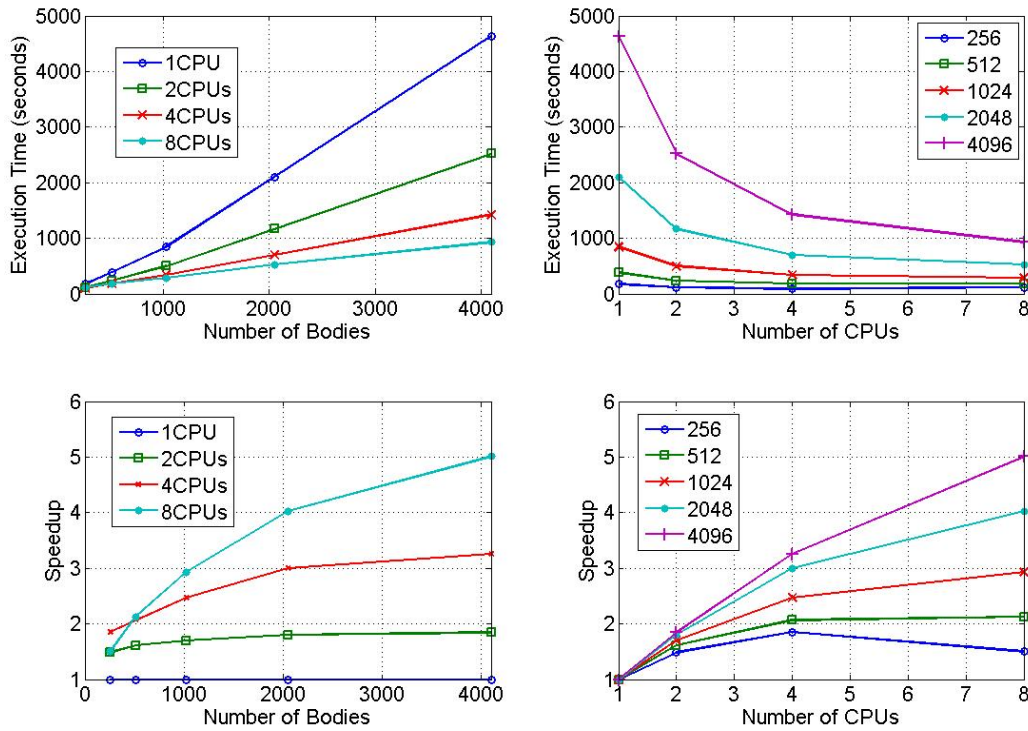 5000
4000
3000
2000
1000
0
Execution Time (seconds)
1CPU
2CPUs
4CPUs
8CPUs
1000 2000 3000 4000
Number of Bodies
5000
4000
3000
2000
1000
0
Execution Time (seconds)
256
512
1024
2048
4096
1 2 3 4 5 6 7 8
Number of CPUs
6
5
4
3
2
1
Speedup
1CPU
2CPUs
4CPUs
8CPUs
0 1000 2000 3000 4000
Number of Bodies
6
5
4
3
2
1
Speedup
256
512
1024
2048
4096
1 2 3 4 5 6 7 8
Number of CPUs